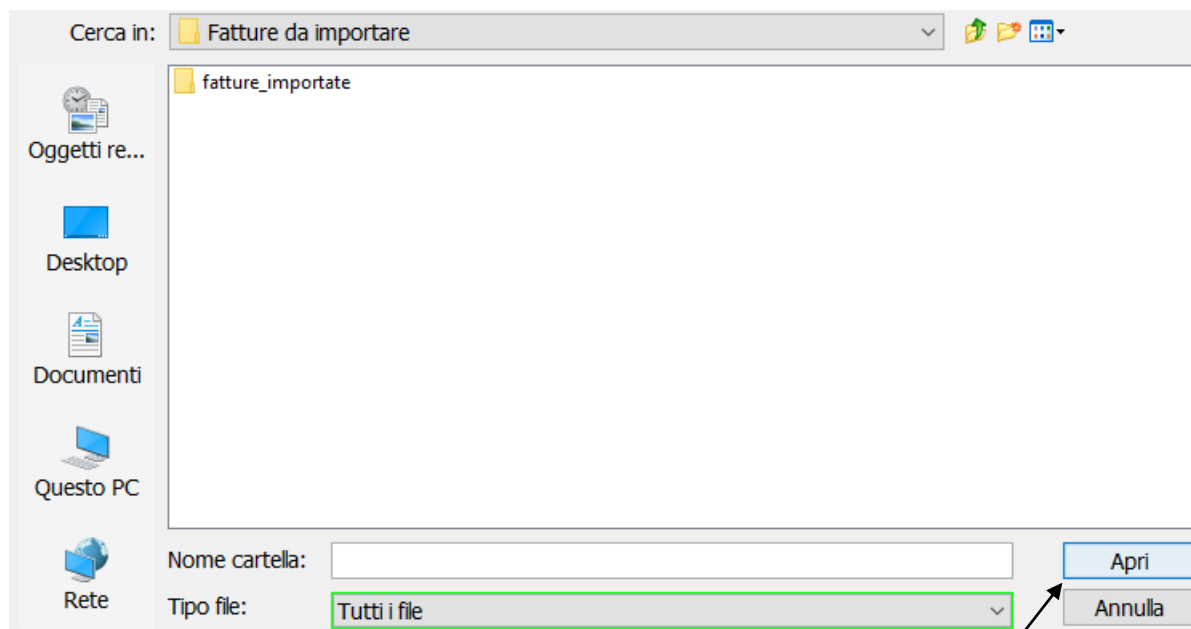 Cerca in: Fatture da importare
fatture_importate
Oggetti re...
Desktop
Documenti
Questo PC
Rete
Nome cartella: Apri
Tipo file: Tutti i file Annulla